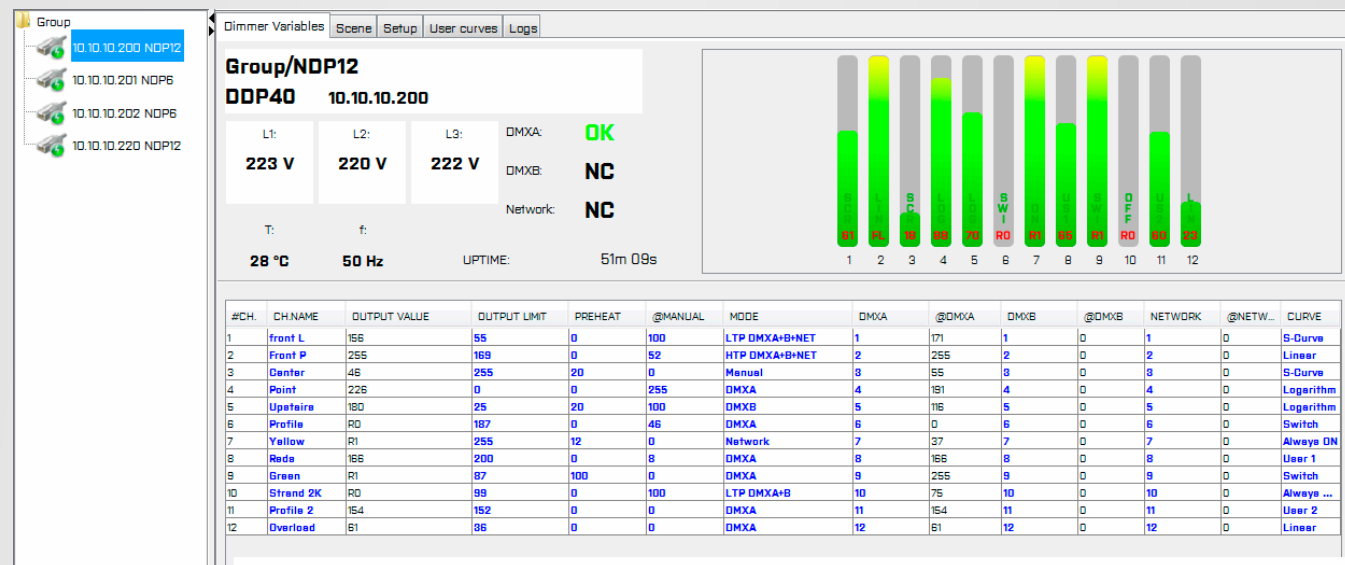 Group
10.10.10.200 NDP12
10.10.10.201 NDP6
10.10.10.202 NDP6
10.10.10.220 NDP12
Dimmer Variables Scene Setup User curves Logs
Group/NDP12
DDP40 10.10.10.200
L1: L2: L3:
223 V 220 V 222 V
DMXA: OK
DMXB: NC
Network: NC
T: f:
28 °C 50 Hz UPTIME: 51m 09s
SCR LIN SCR LOG LOG SWI ON US1 SWI OFF US2 LIN
61 FL 18 88 70 R0 R1 65 R1 R0 60 23
1 2 3 4 5 6 7 8 9 10 11 12
#CH. CH.NAME OUTPUT VALUE OUTPUT LIMIT PREHEAT @MANUAL MODE DMXA @DMXA DMXB @DMXB NETWORK @NETW... CURVE
1 front L 156 55 0 100 LTP DMXA+B+NET 1 171 1 0 1 0 S-Curve
2 Front P 255 169 0 52 HTP DMXA+B+NET 2 255 2 0 2 0 Linear
3 Center 46 255 20 0 Manual 3 55 3 0 3 0 S-Curve
4 Point 226 0 0 255 DMXA 4 191 4 0 4 0 Logarithm
5 Upstairs 180 25 20 100 DMXB 5 116 5 0 5 0 Logarithm
6 Profile R0 187 0 46 DMXA 6 0 6 0 6 0 Switch
7 Yellow R1 255 12 0 Network 7 37 7 0 7 0 Always ON
8 Reds 166 200 0 8 DMXA 8 166 8 0 8 0 User 1
9 Green R1 87 100 0 DMXA 9 255 9 0 9 0 Switch
10 Strand 2K R0 99 0 100 LTP DMXA+B 10 75 10 0 10 0 Always ...
11 Profile 2 154 152 0 0 DMXA 11 154 11 0 11 0 User 2
12 Overload 61 36 0 0 DMXA 12 61 12 0 12 0 Linear